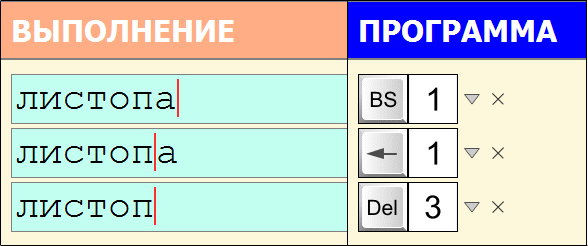 ВЫПОЛНЕНИЕ ПРОГРАММА
листопа BS 1
листопа 1
листоп Del 3